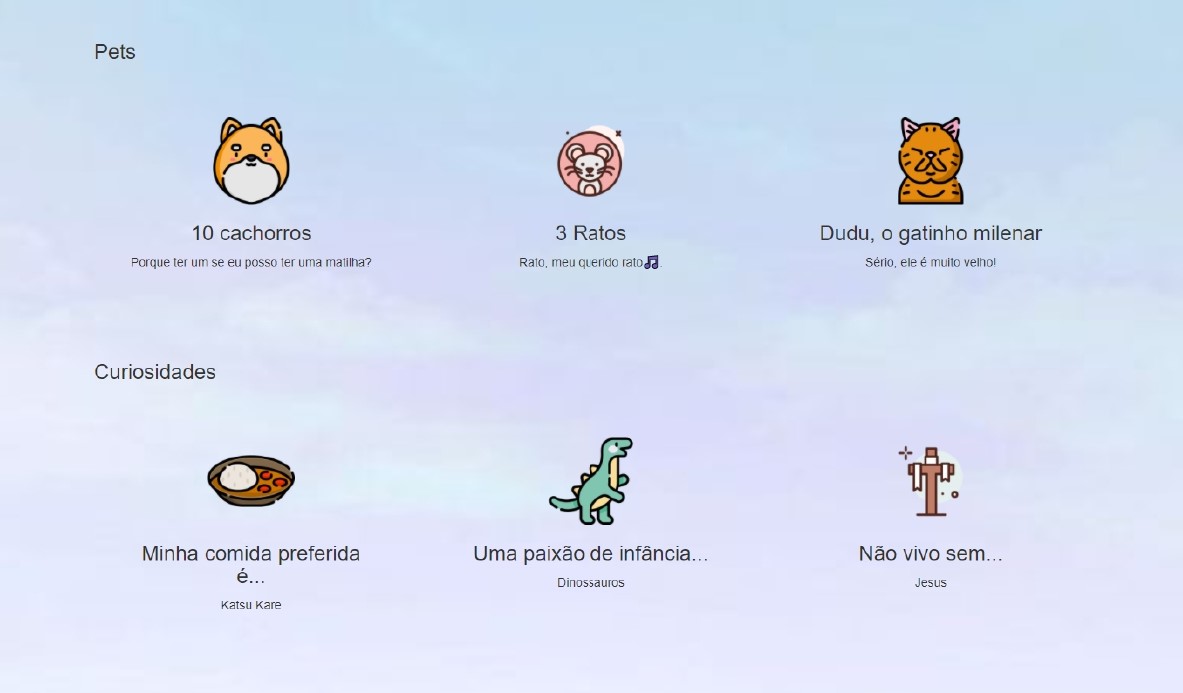 Pets
10 cachorros
Porque ter um se eu posso ter uma matilha?
3 Ratos
Rato, meu querido rato🎵.
Dudu, o gatinho milenar
Sério, ele é muito velho!
Curiosidades
Minha comida preferida
é...
Katsu Kare
Uma paixão de infância...
Dinossauros
Não vivo sem...
Jesus